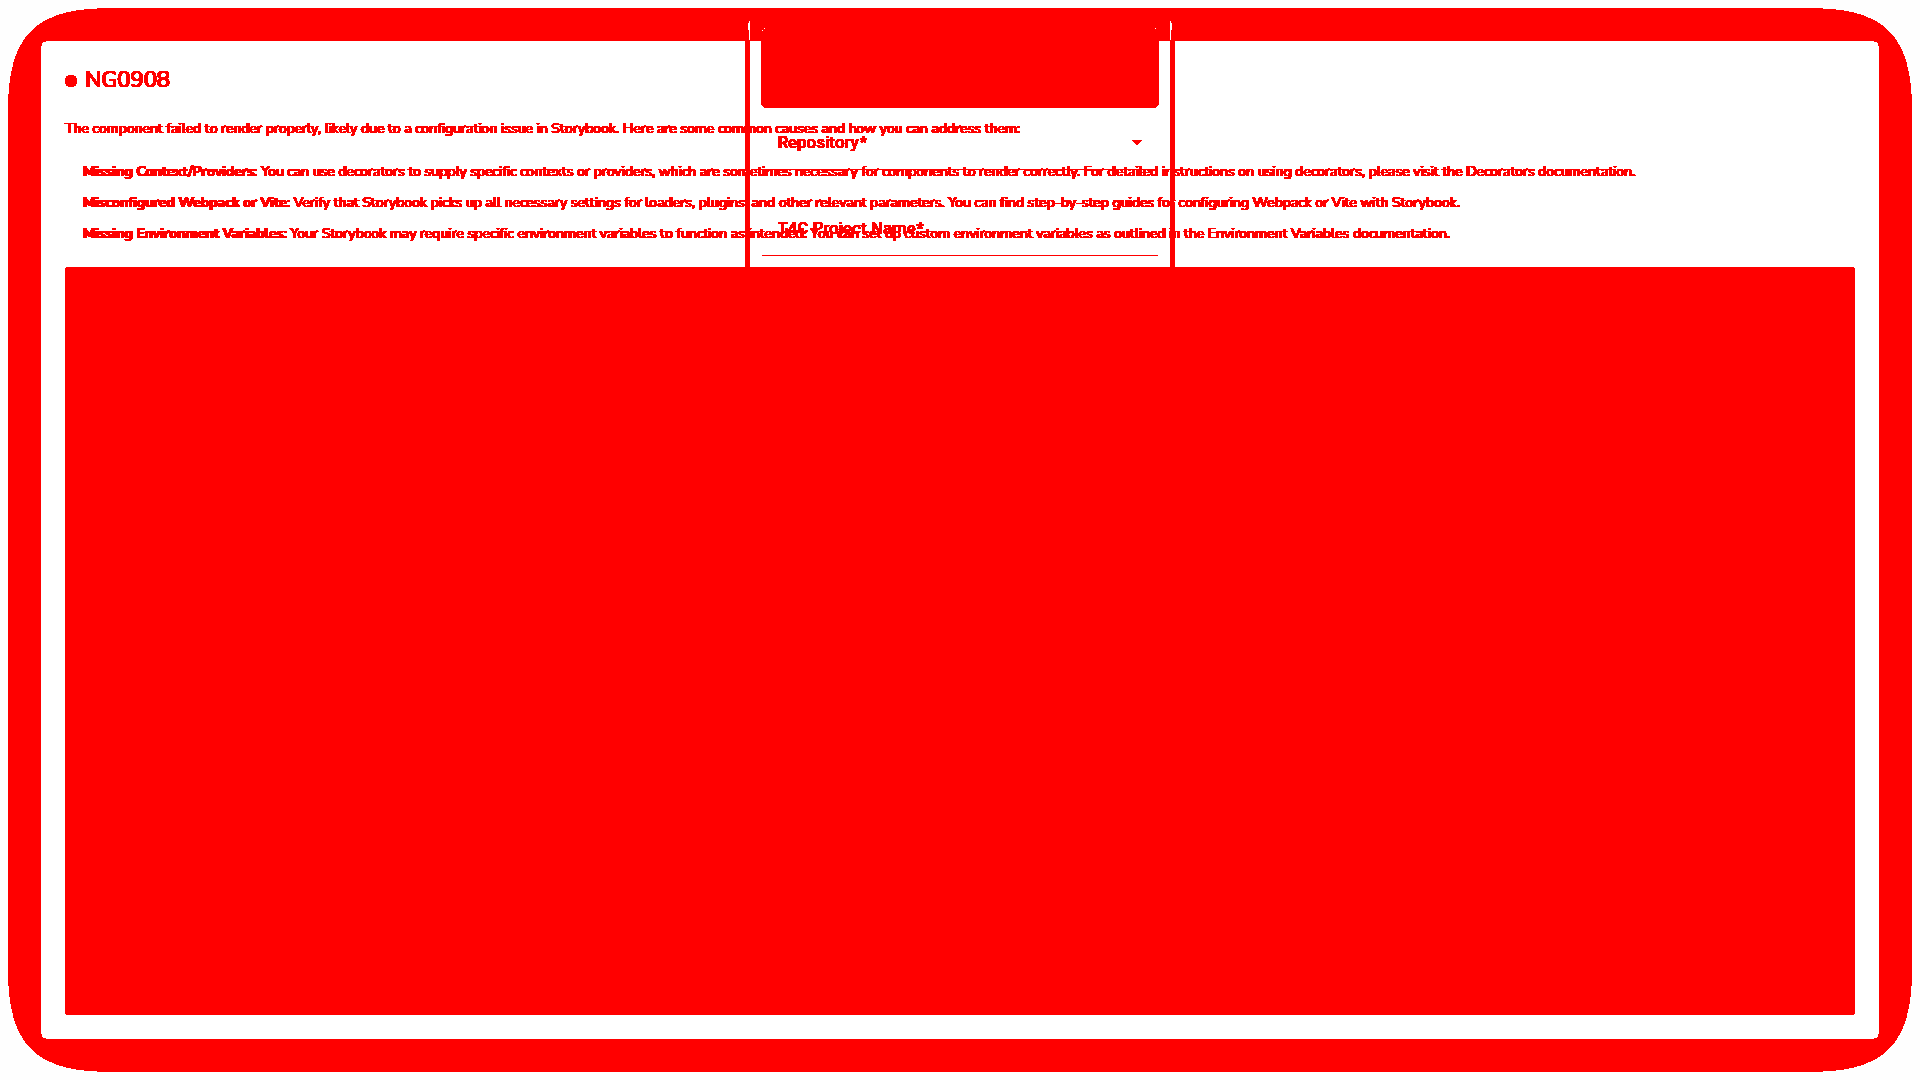 NG0908
The component failed to render properly, likely due to a configuration issue in Storybook. Here are some common causes and how you can address them:
Repository*
Missing Context/Providers: You can use decorators to supply specific contexts or providers, which are sometimes necessary for components to render correctly. For detailed instructions on using decorators, please visit the Decorators documentation.
Misconfigured Webpack or Vite: Verify that Storybook picks up all necessary settings for loaders, plugins, and other relevant parameters. You can find step-by-step guides for configuring Webpack or Vite with Storybook.
T4C Project Name*
Missing Environment Variables: Your Storybook may require specific environment variables to function as intended. You can set up custom environment variables as outlined in the Environment Variables documentation.